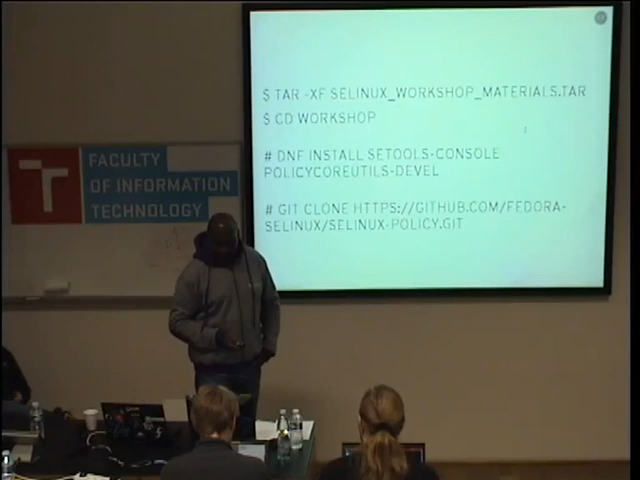 $ TAR -XF SELINUX_WORKSHOP_MATERIALS.TAR
$ CD WORKSHOP
# DNF INSTALL SETOOLS-CONSOLE
POLICYCOREUTILS-DEVEL
# GIT CLONE HTTPS://GITHUB.COM/FEDORA-
SELINUX/SELINUX-POLICY.GIT
T
FACULTY
OF INFORMATION
TECHNOLOGY